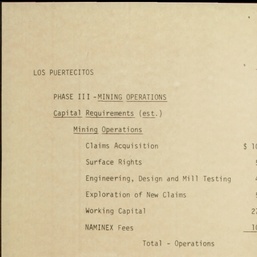 LOS PUERTECITOS
PHASE III - MINING OPERATIONS
Capital Requirements (est.)
Mining Operations
Claims Acquisition $
Surface Rights
Engineering, Design and Mill Testing
Exploration of New Claims
Working Capital
NAMINEX Fees
Total - Operations